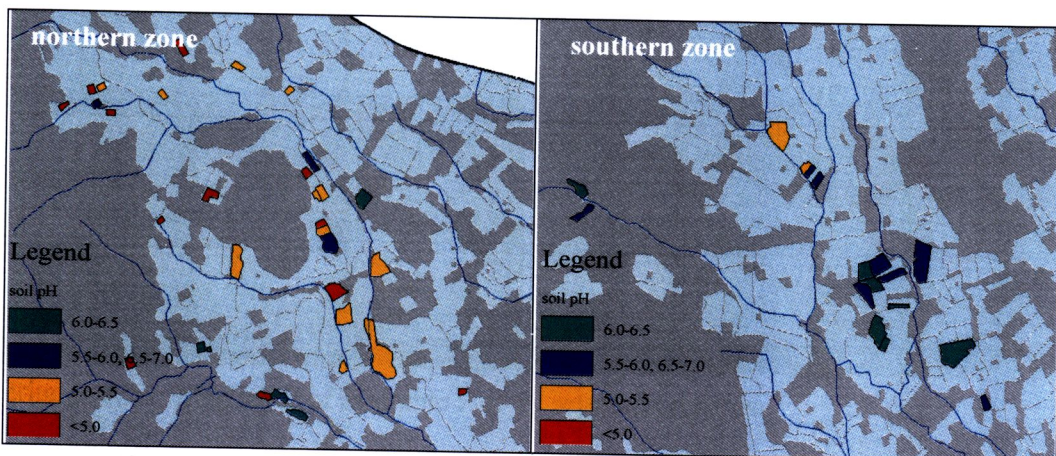 northern zone
Legend
soil pH
6.0-6.5
5.5-6.0, 6.5-7.0
5.0-5.5
<5.0
southern zone
Legend
soil pH
6.0-6.5
5.5-6.0, 6.5-7.0
5.0-5.5
<5.0